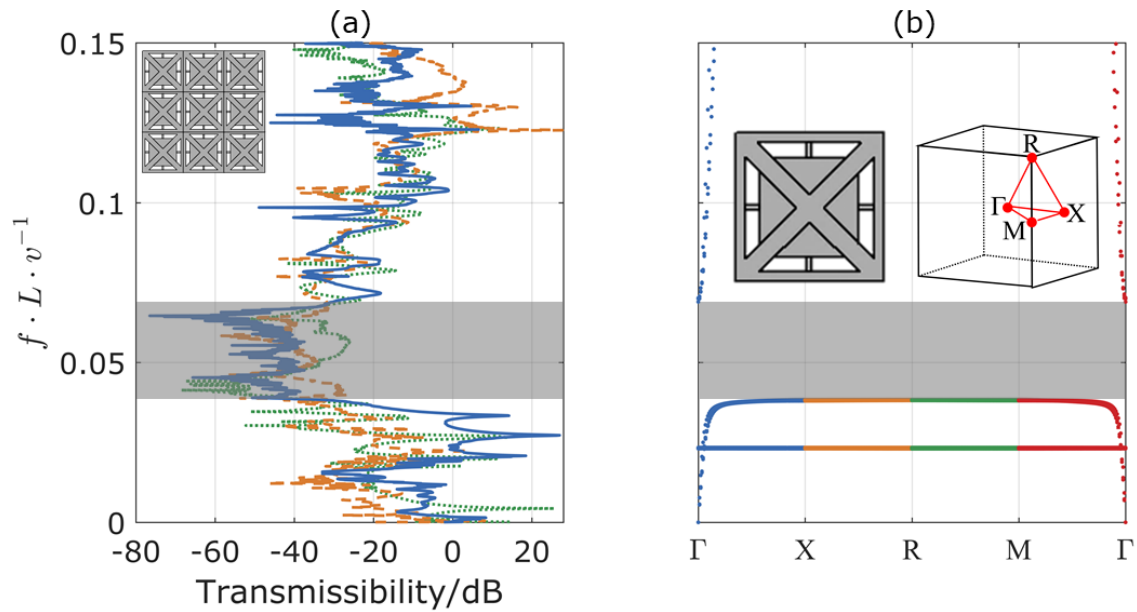 (a)
(b)
0.15
0.1
0.05
0
f · L · v⁻¹
-80 -60 -40 -20 0 20
Transmissibility/dB
R
Γ
X
M
Γ X R M Γ